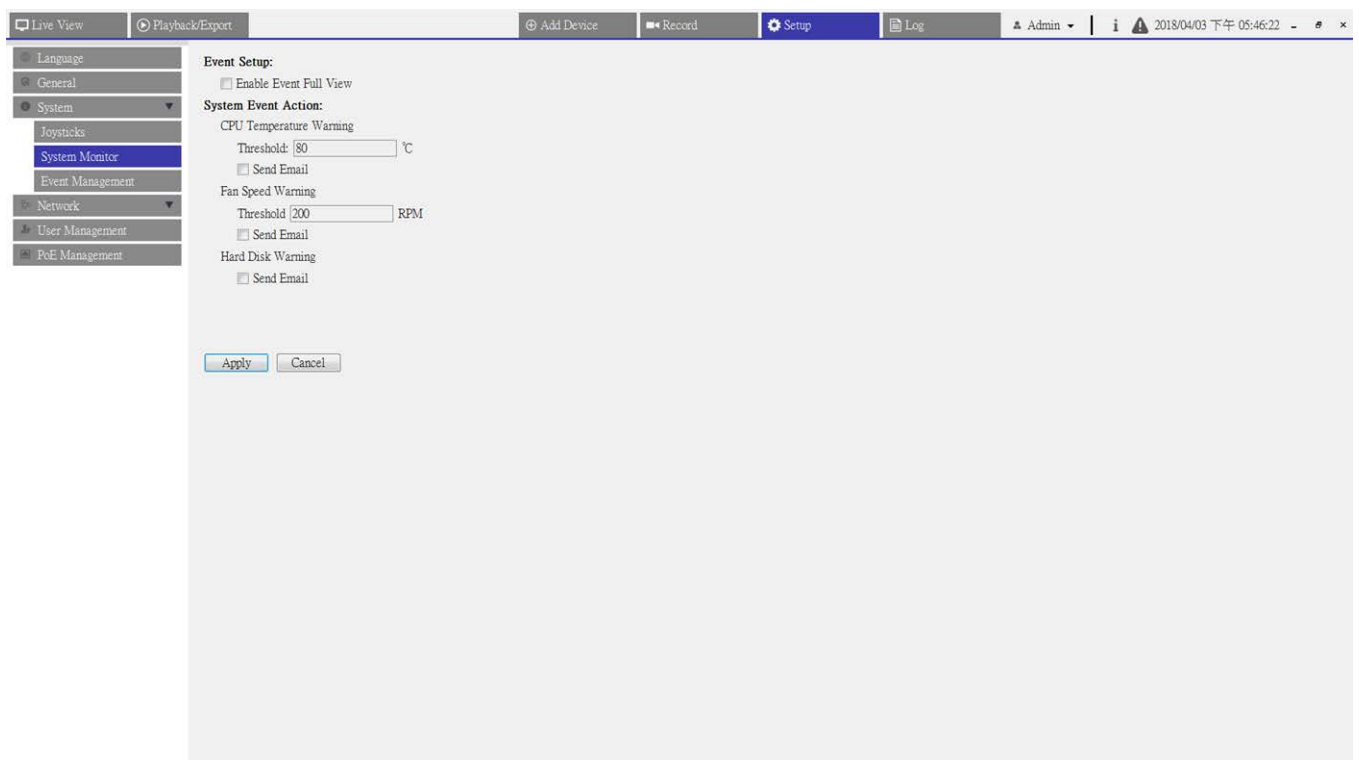 Live View Playback/Export Add Device Record Setup Log Admin i 2018/04/03 下午 05:46:22
Language
General
System
Joysticks
System Monitor
Event Management
Network
User Management
PoE Management
Event Setup:
Enable Event Full View
System Event Action:
CPU Temperature Warning
Threshold: 80 ℃
Send Email
Fan Speed Warning
Threshold 200 RPM
Send Email
Hard Disk Warning
Send Email
Apply Cancel